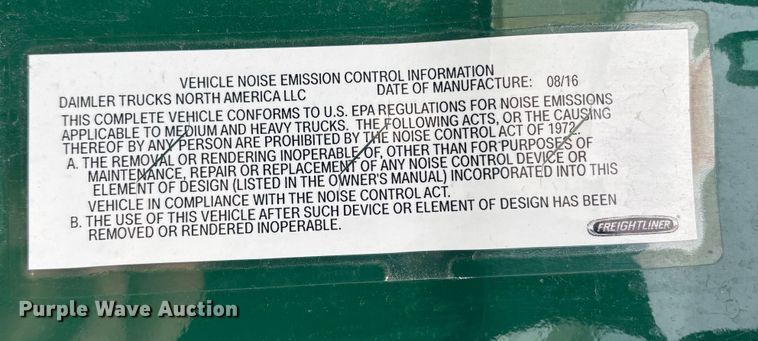 VEHICLE NOISE EMISSION CONTROL INFORMATION
DAIMLER TRUCKS NORTH AMERICA LLC DATE OF MANUFACTURE: 08/16
THIS COMPLETE VEHICLE CONFORMS TO U.S. EPA REGULATIONS FOR NOISE EMISSIONS
APPLICABLE TO MEDIUM AND HEAVY TRUCKS. THE FOLLOWING ACTS, OR THE CAUSING
THEREOF BY ANY PERSON ARE PROHIBITED BY THE NOISE CONTROL ACT OF 1972.
A. THE REMOVAL OR RENDERING INOPERABLE OF, OTHER THAN FOR PURPOSES OF
MAINTENANCE, REPAIR OR REPLACEMENT OF ANY NOISE CONTROL DEVICE OR
ELEMENT OF DESIGN (LISTED IN THE OWNER'S MANUAL) INCORPORATED INTO THIS
VEHICLE IN COMPLIANCE WITH THE NOISE CONTROL ACT.
B. THE USE OF THIS VEHICLE AFTER SUCH DEVICE OR ELEMENT OF DESIGN HAS BEEN
REMOVED OR RENDERED INOPERABLE.
FREIGHTLINER
Purple Wave Auction